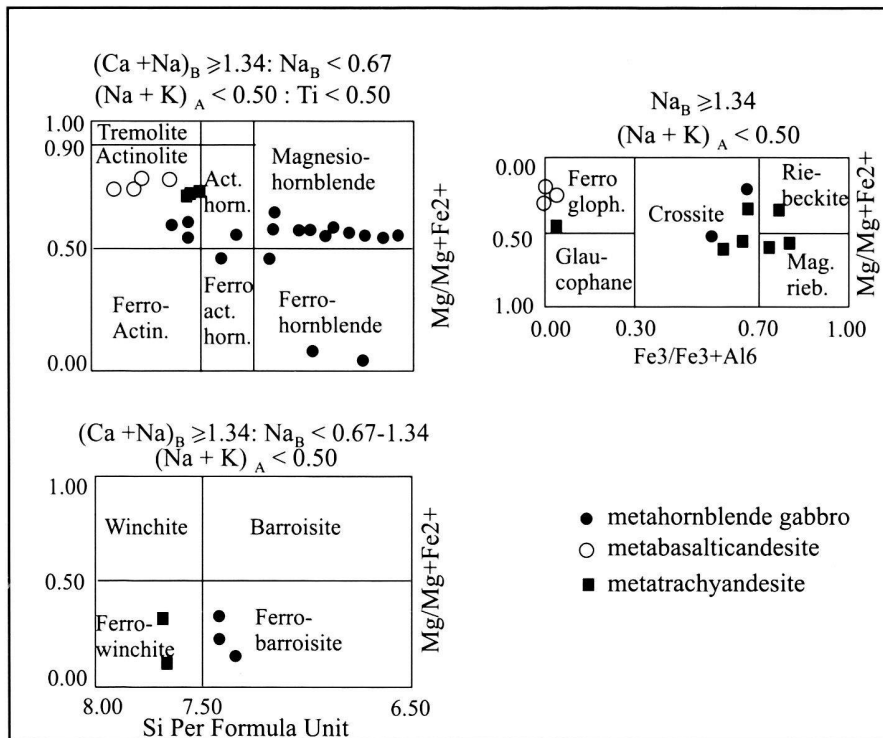 (Ca +Na)B ≥1.34: NaB < 0.67
(Na + K) A < 0.50 : Ti < 0.50
1.00
0.90
0.50
0.00
Tremolite
Actinolite
Act.
horn.
Magnesio-
hornblende
Ferro-
Actin.
Ferro
act.
horn.
Ferro-
hornblende
Mg/Mg+Fe2+
NaB ≥1.34
(Na + K) A < 0.50
0.00
0.50
1.00
Ferro
gloph.
Crossite
Rie-
beckite
Glau-
cophane
Mag.
rieb.
Mg/Mg+Fe2+
0.00 0.30 0.70 1.00
Fe3/Fe3+Al6
(Ca +Na)B ≥1.34: NaB < 0.67-1.34
(Na + K) A < 0.50
1.00
0.50
0.00
Winchite
Barroisite
Ferro-
winchite
Ferro-
barroisite
Mg/Mg+Fe2+
8.00 7.50 6.50
Si Per Formula Unit
metahornblende gabbro
metabasalticandesite
metatrachyandesite